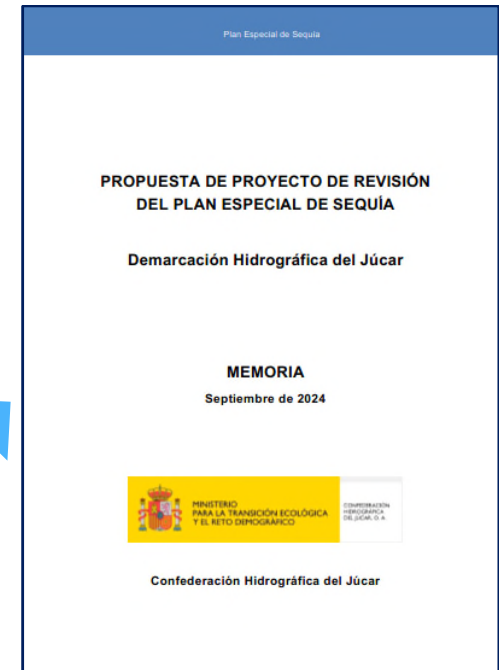 Plan Especial de Sequía
PROPUESTA DE PROYECTO DE REVISIÓN
DEL PLAN ESPECIAL DE SEQUÍA
Demarcación Hidrográfica del Júcar
MEMORIA
Septiembre de 2024
MINISTERIO
PARA LA TRANSICIÓN ECOLÓGICA
Y EL RETO DEMOGRÁFICO
CONFEDERACIÓN
HIDROGRÁFICA
DEL JÚCAR, O. A.
Confederación Hidrográfica del Júcar